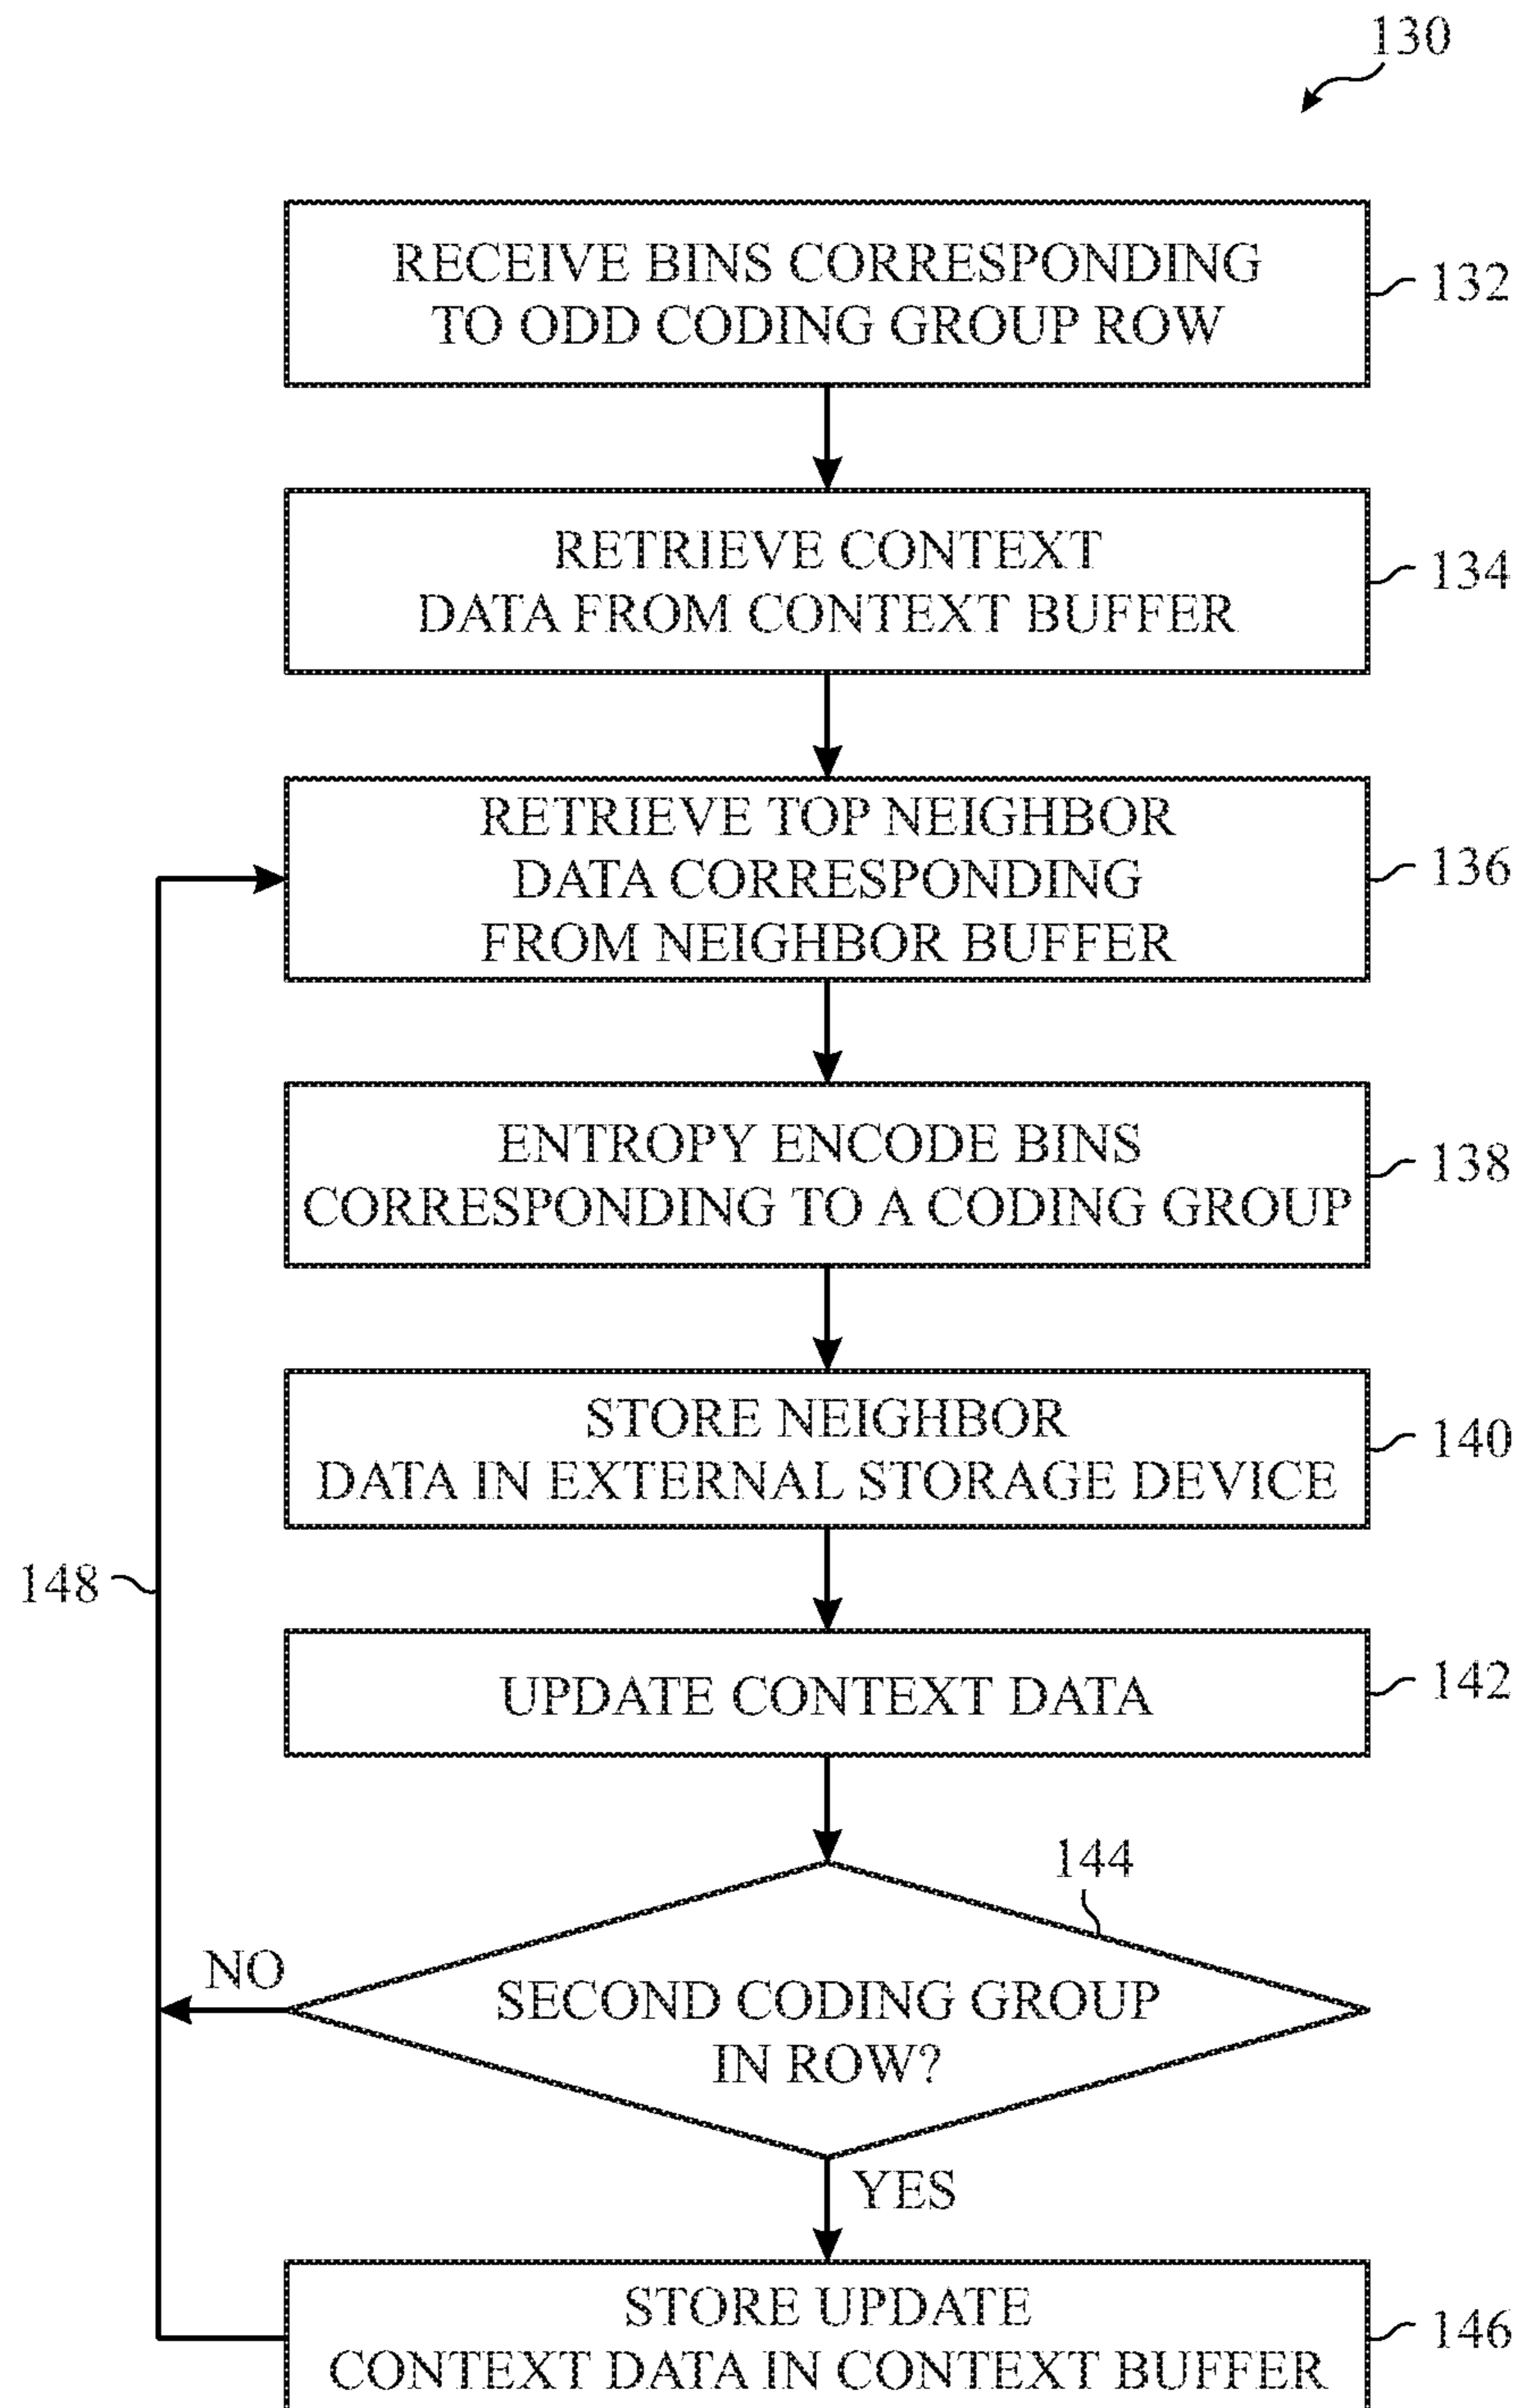 130
RECEIVE BINS CORRESPONDING
TO ODD CODING GROUP ROW
132
RETRIEVE CONTEXT
DATA FROM CONTEXT BUFFER
134
RETRIEVE TOP NEIGHBOR
DATA CORRESPONDING
FROM NEIGHBOR BUFFER
136
ENTROPY ENCODE BINS
CORRESPONDING TO A CODING GROUP
138
STORE NEIGHBOR
DATA IN EXTERNAL STORAGE DEVICE
140
148
UPDATE CONTEXT DATA
142
144
NO
SECOND CODING GROUP
IN ROW?
YES
STORE UPDATE
CONTEXT DATA IN CONTEXT BUFFER
146